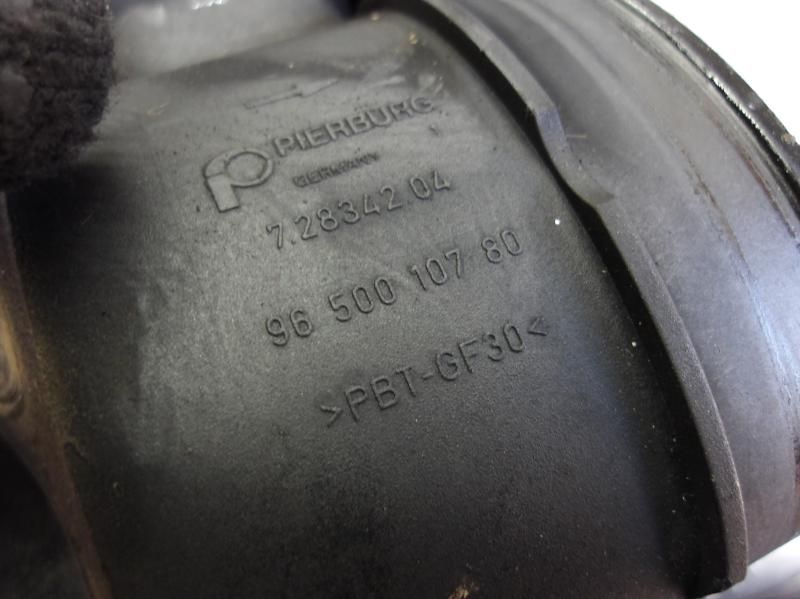 PIERBURG
GERMANY
7.28342.04
96 500 107 80
>PBT-GF30<